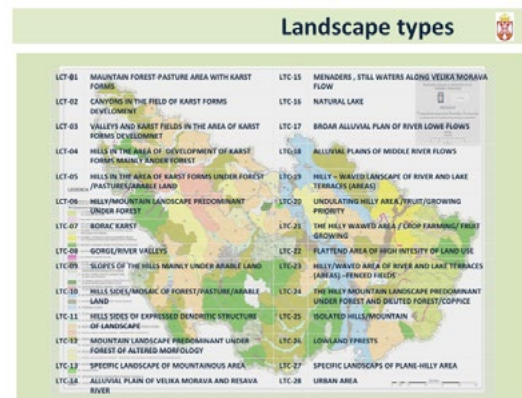 Landscape types
LCT-01 MAUNTAIN FOREST-PASTURE AREA WITH KARST
FORMS
LCT-02 CANYONS IN THE FIELD OF KARST FORMS
DEVELOMENT
LCT-03 VALLEYS AND KARST FIELDS IN THE AREA OF KARST
FORMS DEVELOMNET
LCT-04 HILLS IN THE AREA OF DEVELOPMENT OF KARST
FORMS MAINLY ANDER FOREST
LCT-05 HILLS IN THE AREA OF KARST FORMS UNDER FOREST
/PASTURES/ARABLE LAND
LCT-06 HILLY/MOUNTAIN LANDSCAPE PREDOMINANT
UNDER FOREST
LTC-07 BORAC KARST
LTC-08 GORGE/RIVER VALLEYS
LTC-09 SLOPES OF THE HILLS MAINLY UNDER ARABLE LAND
LTC-10 HILLS SIDES/MOSAIC OF FOREST/PASTURE/ARABLE
LAND
LTC-11 HILLS SIDES OF EXPRESSED DENDRITIC STRUCTURE
OF LANDSCAPE
LTC-12 MOUNTAIN LANDSCAPE PREDOMINANT UNDER
FOREST OF ALTERED MORFOLOGY
LTC-13 SPECIFIC LANDSCAPE OF MOUNTAINOUS AREA
LTC-14 ALLUVIAL PLAIN OF VELIKA MORAVA AND RESAVA
RIVER
LTC-15 MENADERS , STILL WATERS ALONG VELIKA MORAVA
FLOW
LTC-16 NATURAL LAKE
LTC-17 BROAR ALLUVIAL PLAN OF RIVER LOWE FLOWS
LTC-18 ALLUVIAL PLAINS OF MIDDLE RIVER FLOWS
LTC-19 HILLY – WAVED LANSCAPE OF RIVER AND LAKE
TERRACES (AREAS)
LTC-20 UNDULATING HILLY AREA /FRUIT/GROWING
PRIORITY
LTC-21 THE HILLY WAWED AREA / CROP FARMING/ FRUIT
GROWING
LTC-22 FLATTEND AREA OF HIGH INTESITY OF LAND USE
LTC-23 HILLY/WAVED AREA OF RIVER AND LAKE TERRACES
(AREAS) –FENCED FIELDS
LTC-24 THE HILLY MOUNTAIN LANDSCAPE PREDOMINANT
UNDER FOREST AND DILUTED FOREST/COPPICE
LTC-25 ISOLATED HILLS/MOUNTAIN
LTC-26 LOWLAND FPRESTS
LTC-27 SPECIFIC LANDSCAPS OF PLANE-HILLY AREA
LTC-28 URBAN AREA